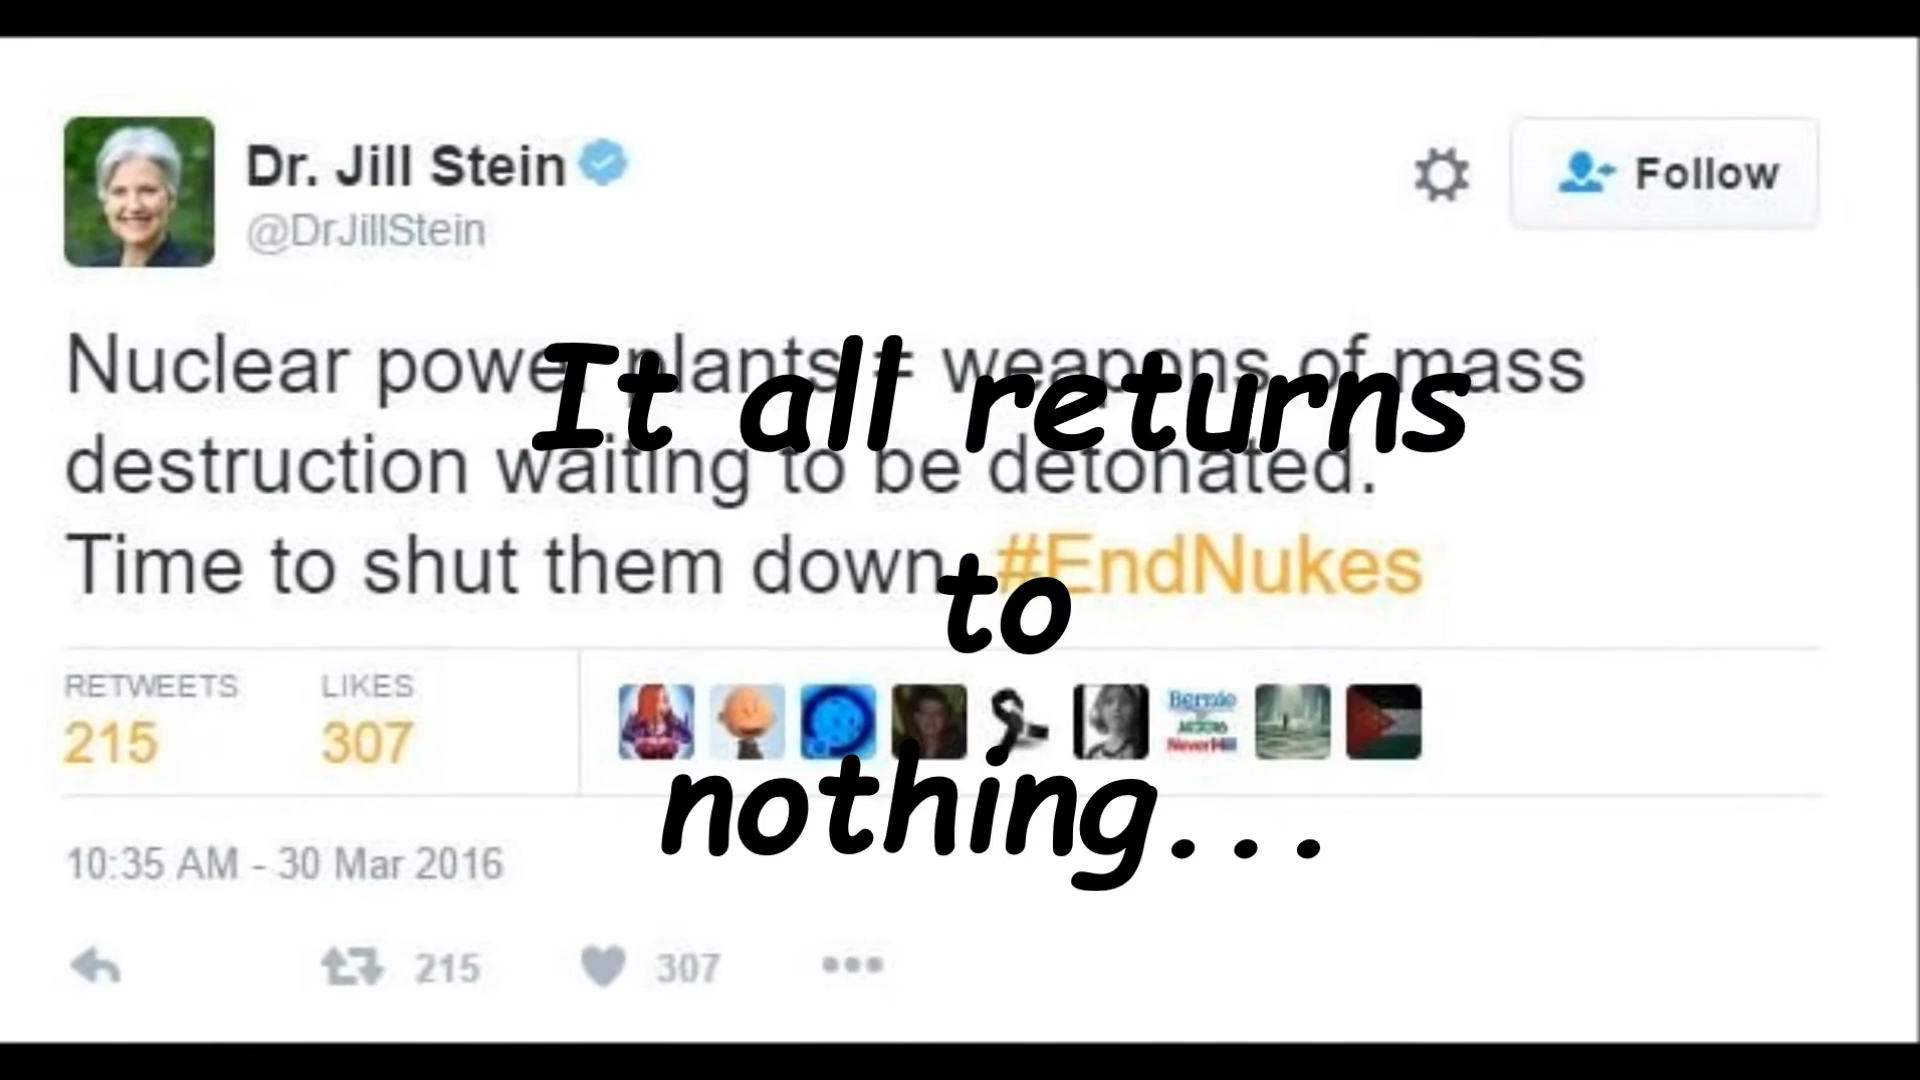 Dr. Jill Stein
@DrJillStein
Follow
Nuclear power plants = weapons of mass
destruction waiting to be detonated.
Time to shut them down. #EndNukes
It all returns
to
nothing...
RETWEETS
LIKES
215
307
Bernie
NeverHill
10:35 AM - 30 Mar 2016
215
307